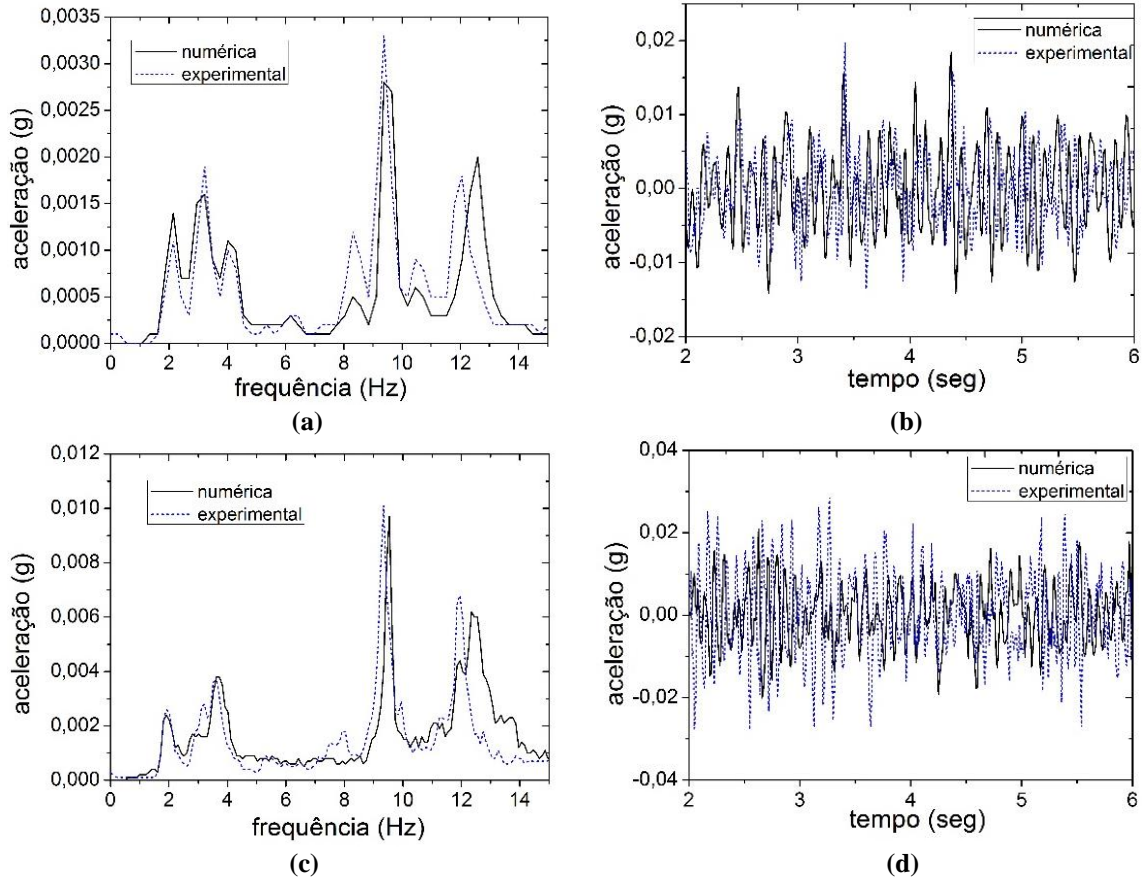 0,0035
0,0030
0,0025
0,0020
0,0015
0,0010
0,0005
0,0000
aceleração (g)
numérica
experimental
0 2 4 6 8 10 12 14
frequência (Hz)
(a)
0,02
0,01
0,00
-0,01
-0,02
aceleração (g)
numérica
experimental
2 3 4 5 6
tempo (seg)
(b)
0,012
0,010
0,008
0,006
0,004
0,002
0,000
aceleração (g)
numérica
experimental
0 2 4 6 8 10 12 14
frequência (Hz)
(c)
0,04
0,02
0,00
-0,02
-0,04
aceleração (g)
numérica
experimental
2 3 4 5 6
tempo (seg)
(d)